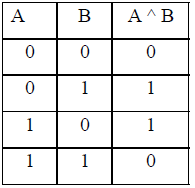 A B A ^ B
0 0 0
0 1 1
1 0 1
1 1 0